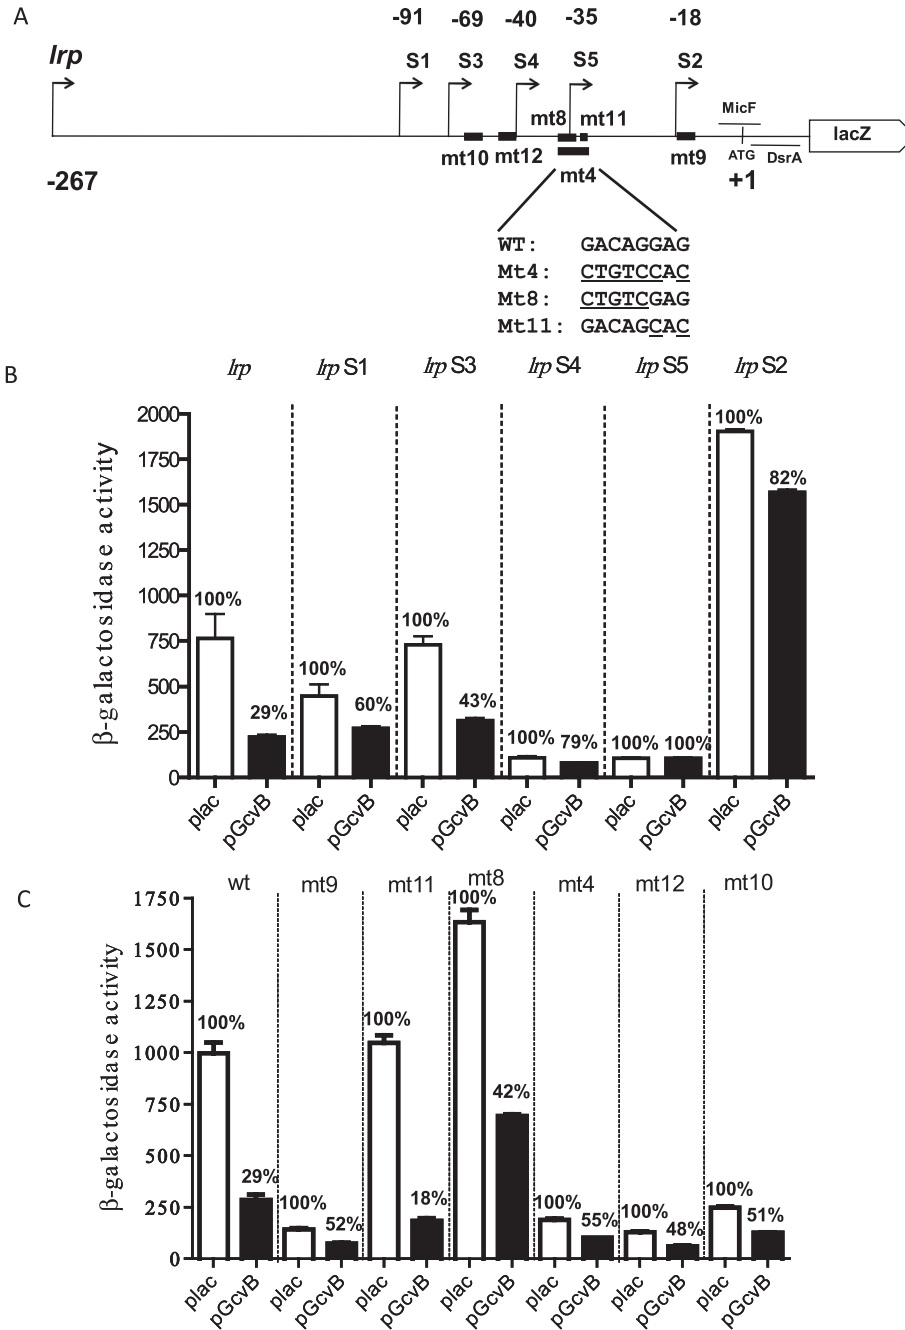 A
-91 -69 -40 -35 -18
lrp S1 S3 S4 S5 S2
mt8 mt11 MicF lacZ
mt10 mt12 mt4 mt9 ATG DsrA
-267 +1
WT: GACAGGAG
Mt4: CTGTCCAC
Mt8: CTGTCGAG
Mt11: GACAGCAC
B
lrp lrp S1 lrp S3 lrp S4 lrp S5 lrp S2
β-galactosidase activity
2000
1750
1500
1250
1000
750
500
250
0
100% 29% 100% 60% 100% 43% 100% 79% 100% 100% 100% 82%
plac pGcvB plac pGcvB plac pGcvB plac pGcvB plac pGcvB plac pGcvB
C
wt mt9 mt11 mt8 mt4 mt12 mt10
β-galactosidase activity
1750
1500
1250
1000
750
500
250
0
100% 29% 100% 52% 100% 18% 100% 42% 100% 55% 100% 48% 100% 51%
plac pGcvB plac pGcvB plac pGcvB plac pGcvB plac pGcvB plac pGcvB plac pGcvB